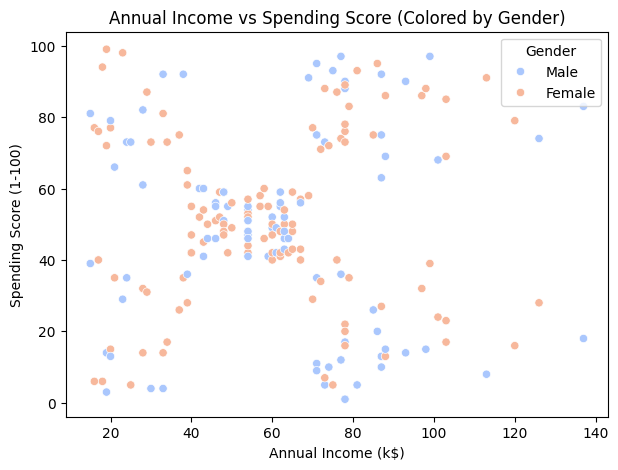 Annual Income vs Spending Score (Colored by Gender)
100
80
60
40
20
0
Spending Score (1-100)
Gender
Male
Female
20 40 60 80 100 120 140
Annual Income (k$)